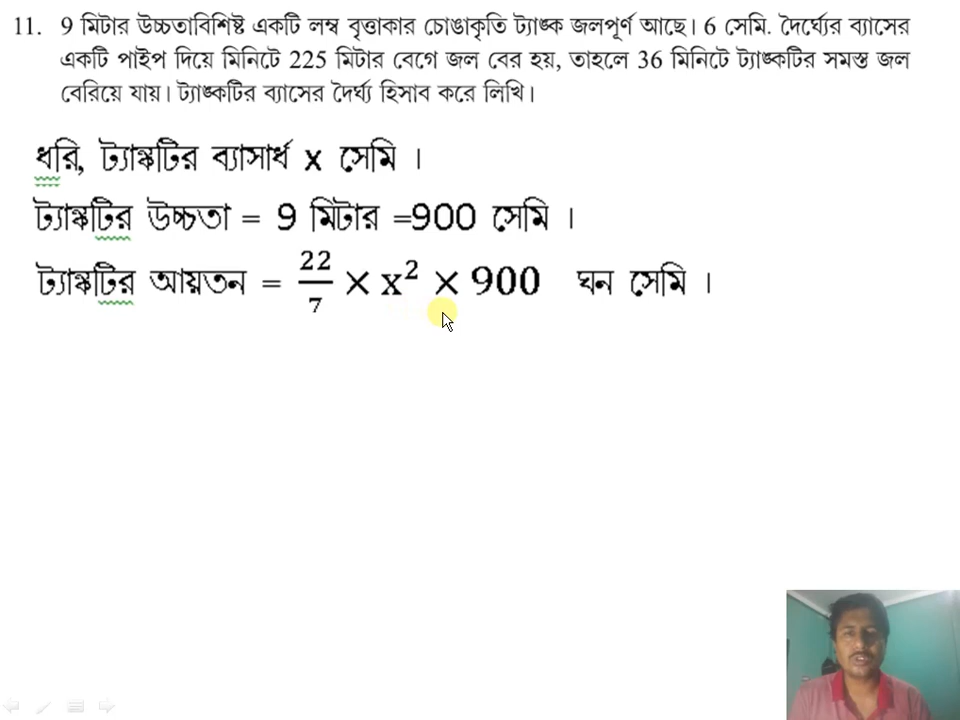 11. 9 মিটার উচ্চতাবিশিষ্ট একটি লম্ব বৃত্তাকার চোঙাকৃতি ট্যাঙ্ক জলপূর্ণ আছে। 6 সেমি. দৈর্ঘ্যের ব্যাসের
একটি পাইপ দিয়ে মিনিটে 225 মিটার বেগে জল বের হয়, তাহলে 36 মিনিটে ট্যাঙ্কটির সমস্ত জল
বেরিয়ে যায়। ট্যাঙ্কটির ব্যাসের দৈর্ঘ্য হিসাব করে লিখি।
ধরি, ট্যাঙ্কটির ব্যাসার্ধ x সেমি ।
ট্যাঙ্কটির উচ্চতা = 9 মিটার =900 সেমি ।
ট্যাঙ্কটির আয়তন = 22/7 × x² × 900 ঘন সেমি ।